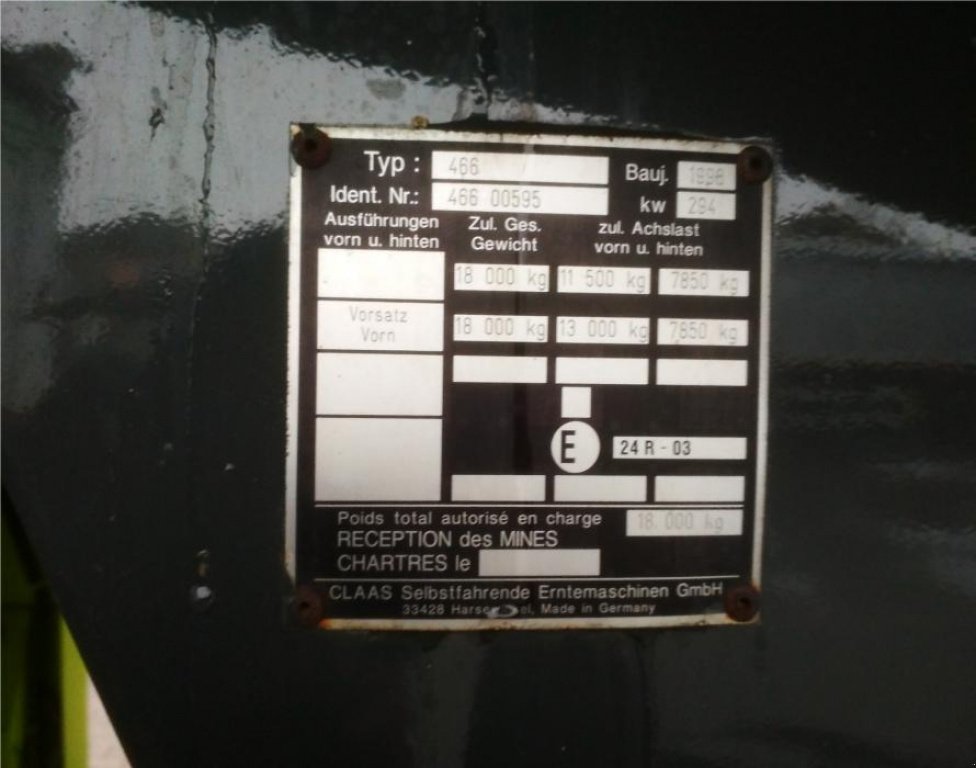 Typ : 466 Bauj. 1998
Ident. Nr.: 466 00595 kw 294
Ausführungen vorn u. hinten Zul. Ges. Gewicht zul. Achslast vorn u. hinten
18 000 kg 11 500 kg 7850 kg
Vorsatz Vorn 18 000 kg 13 000 kg 7850 kg
E 24 R - 03
Poids total autorisé en charge 18.000 kg
RECEPTION des MINES
CHARTRES le
CLAAS Selbstfahrende Erntemaschinen GmbH
33428 Made in Germany